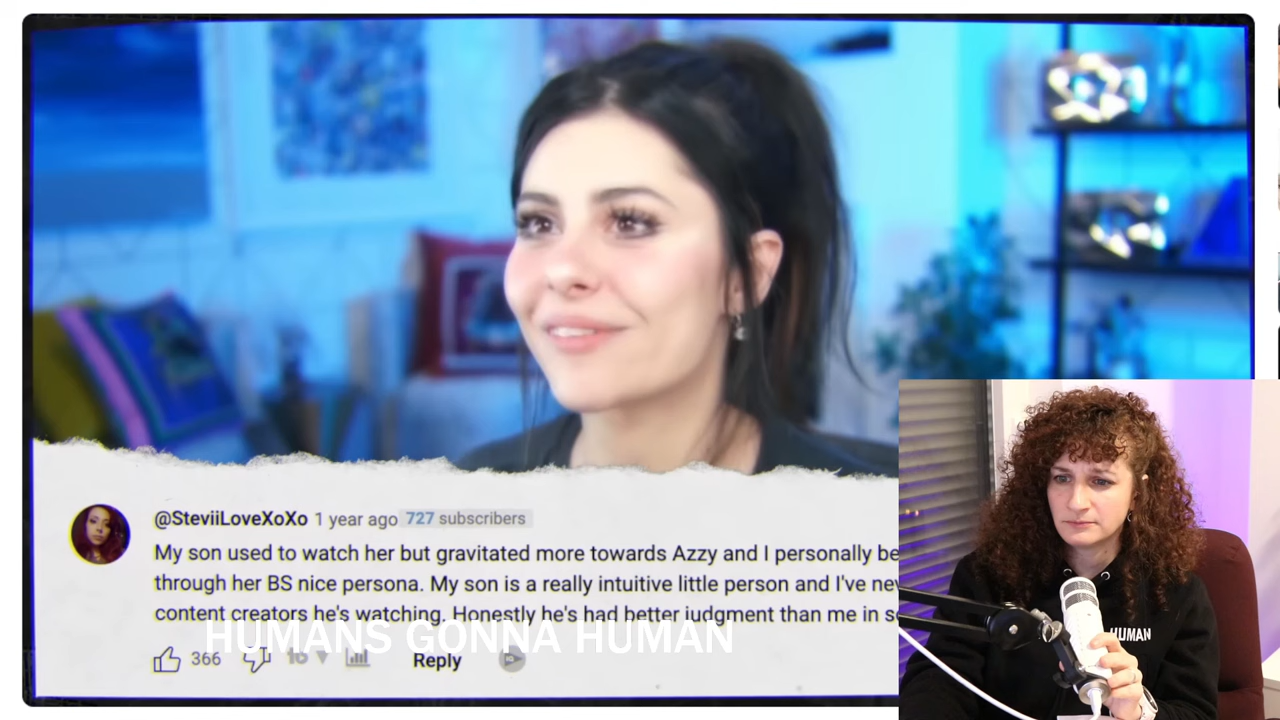 @SteviiLoveXoXo 1 year ago 727 subscribers
My son used to watch her but gravitated more towards Azzy and I personally be
through her BS nice persona. My son is a really intuitive little person and I've nev
content creators he's watching. Honestly he's had better judgment than me in s
HUMANS GONNA HUMAN
366 16 Reply
HUMAN